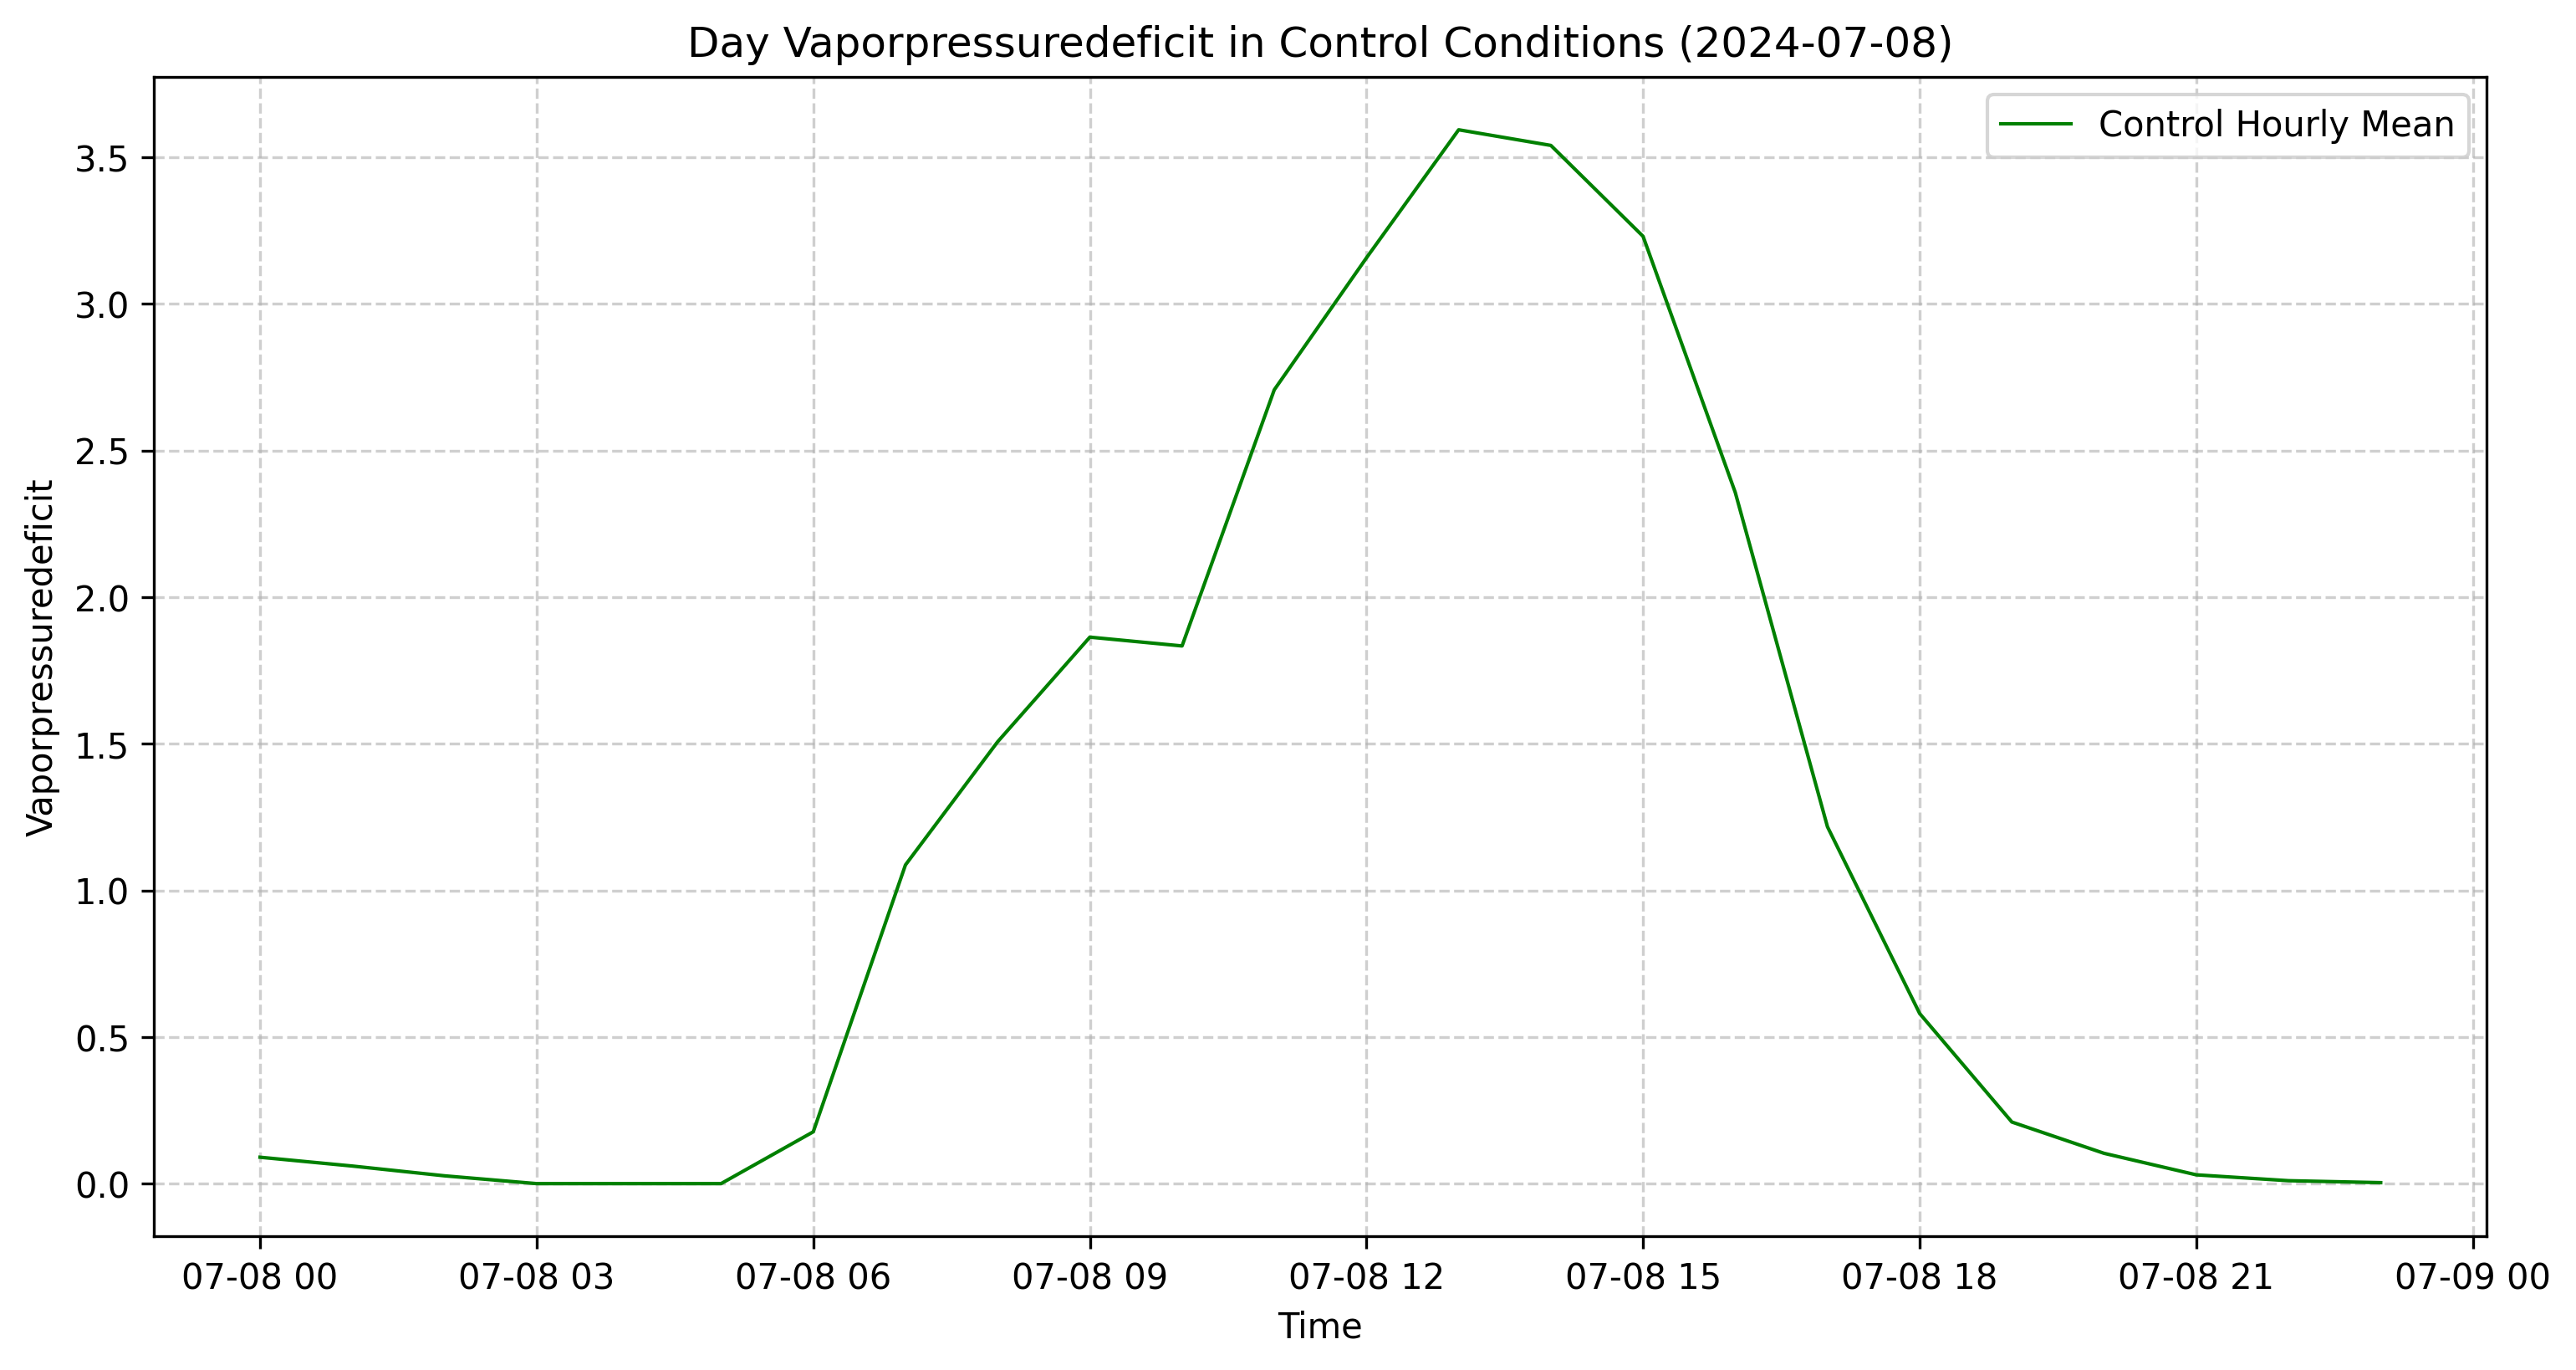 Day Vaporpressuredeficit in Control Conditions (2024-07-08)
Control Hourly Mean
Vaporpressuredeficit
3.5
3.0
2.5
2.0
1.5
1.0
0.5
0.0
07-08 00 07-08 03 07-08 06 07-08 09 07-08 12 07-08 15 07-08 18 07-08 21 07-09 00
Time